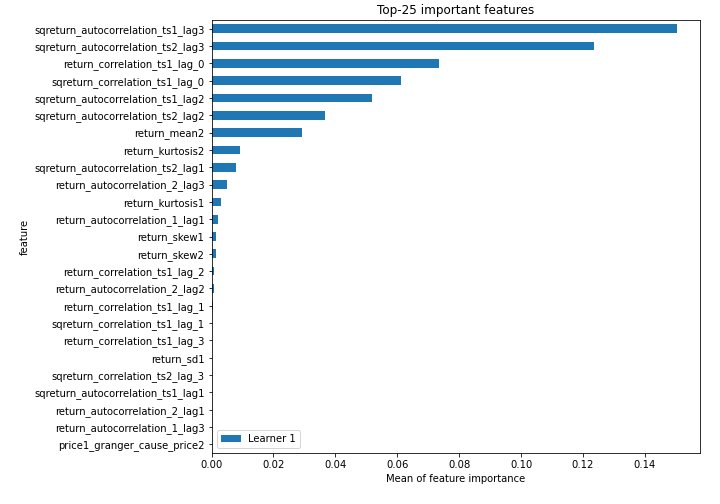 Top-25 important features
sqreturn_autocorrelation_ts1_lag3
sqreturn_autocorrelation_ts2_lag3
return_correlation_ts1_lag_0
sqreturn_correlation_ts1_lag_0
sqreturn_autocorrelation_ts1_lag2
sqreturn_autocorrelation_ts2_lag2
return_mean2
return_kurtosis2
sqreturn_autocorrelation_ts2_lag1
return_autocorrelation_2_lag3
return_kurtosis1
return_autocorrelation_1_lag1
return_skew1
return_skew2
return_correlation_ts1_lag_2
return_autocorrelation_2_lag2
return_correlation_ts1_lag_1
sqreturn_correlation_ts1_lag_1
return_correlation_ts1_lag_3
return_sd1
sqreturn_correlation_ts2_lag_3
sqreturn_autocorrelation_ts1_lag1
return_autocorrelation_2_lag1
return_autocorrelation_1_lag3
price1_granger_cause_price2
feature
Learner 1
0.00 0.02 0.04 0.06 0.08 0.10 0.12 0.14
Mean of feature importance